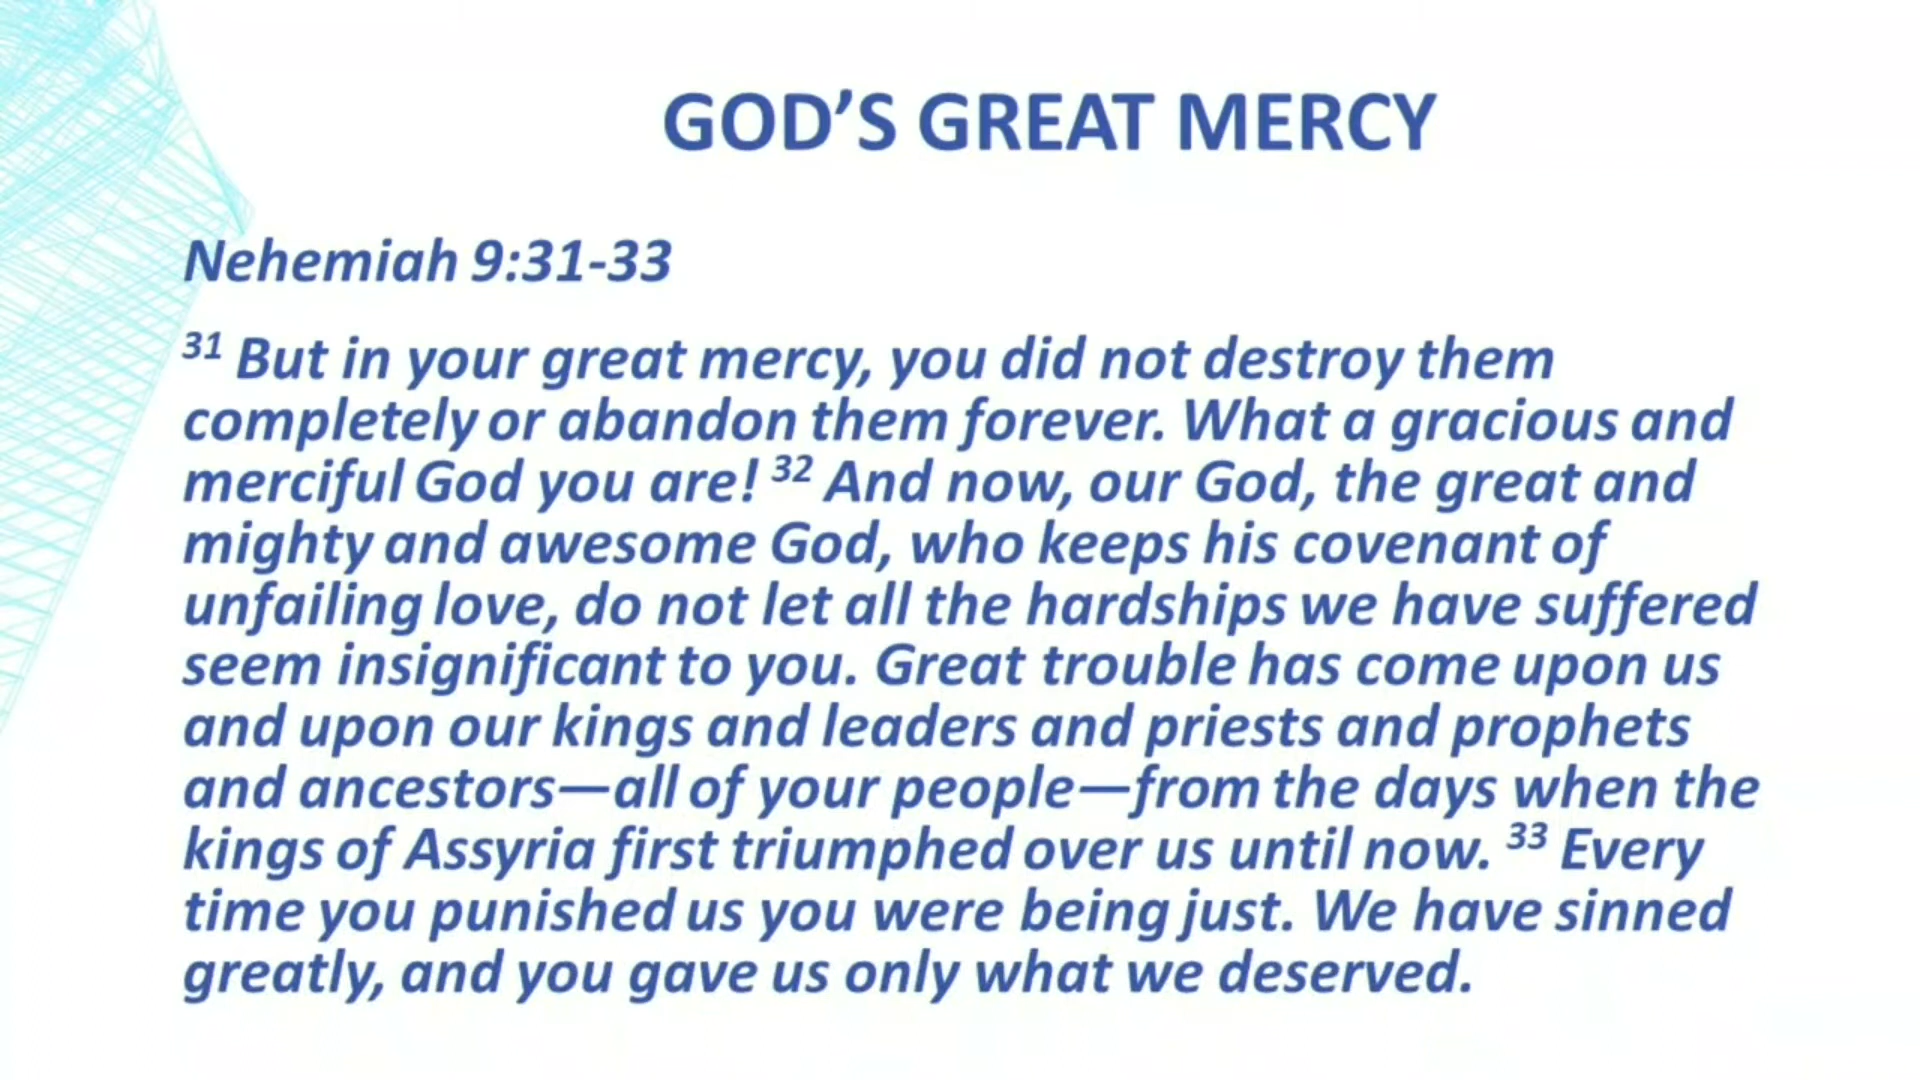 GOD’S GREAT MERCY
Nehemiah 9:31-33
31 But in your great mercy, you did not destroy them
completely or abandon them forever. What a gracious and
merciful God you are! 32 And now, our God, the great and
mighty and awesome God, who keeps his covenant of
unfailing love, do not let all the hardships we have suffered
seem insignificant to you. Great trouble has come upon us
and upon our kings and leaders and priests and prophets
and ancestors—all of your people—from the days when the
kings of Assyria first triumphed over us until now. 33 Every
time you punished us you were being just. We have sinned
greatly, and you gave us only what we deserved.